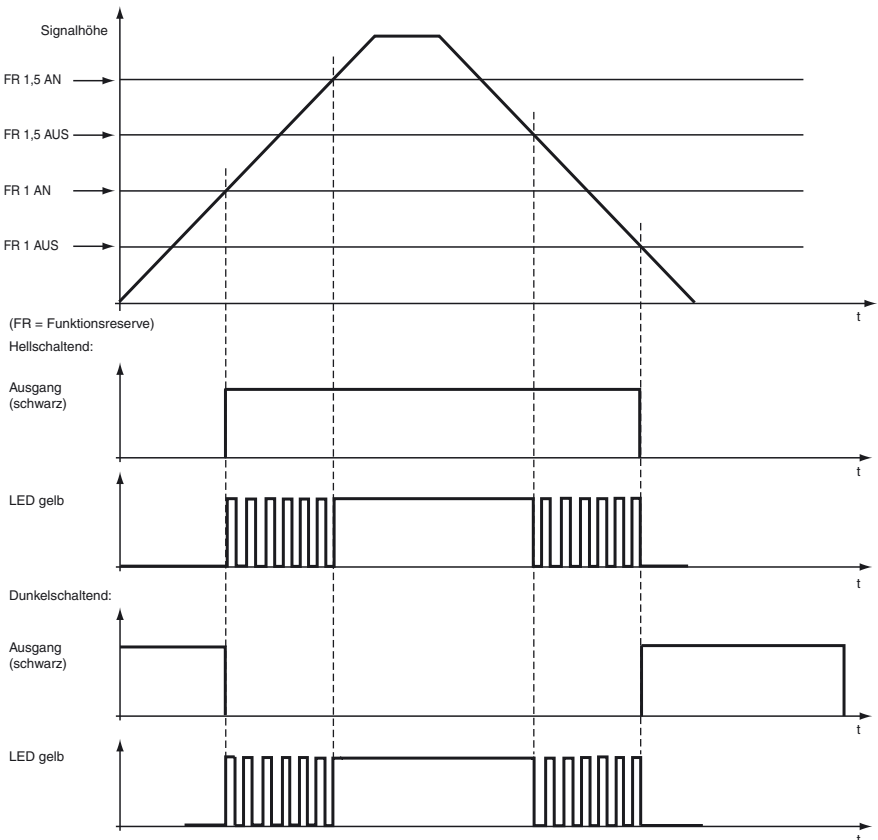 Signalhöhe
FR 1,5 AN
FR 1,5 AUS
FR 1 AN
FR 1 AUS
t
(FR = Funktionsreserve)
Hellschaltend:
Ausgang
(schwarz)
t
LED gelb
t
Dunkelschaltend:
Ausgang
(schwarz)
t
LED gelb
t